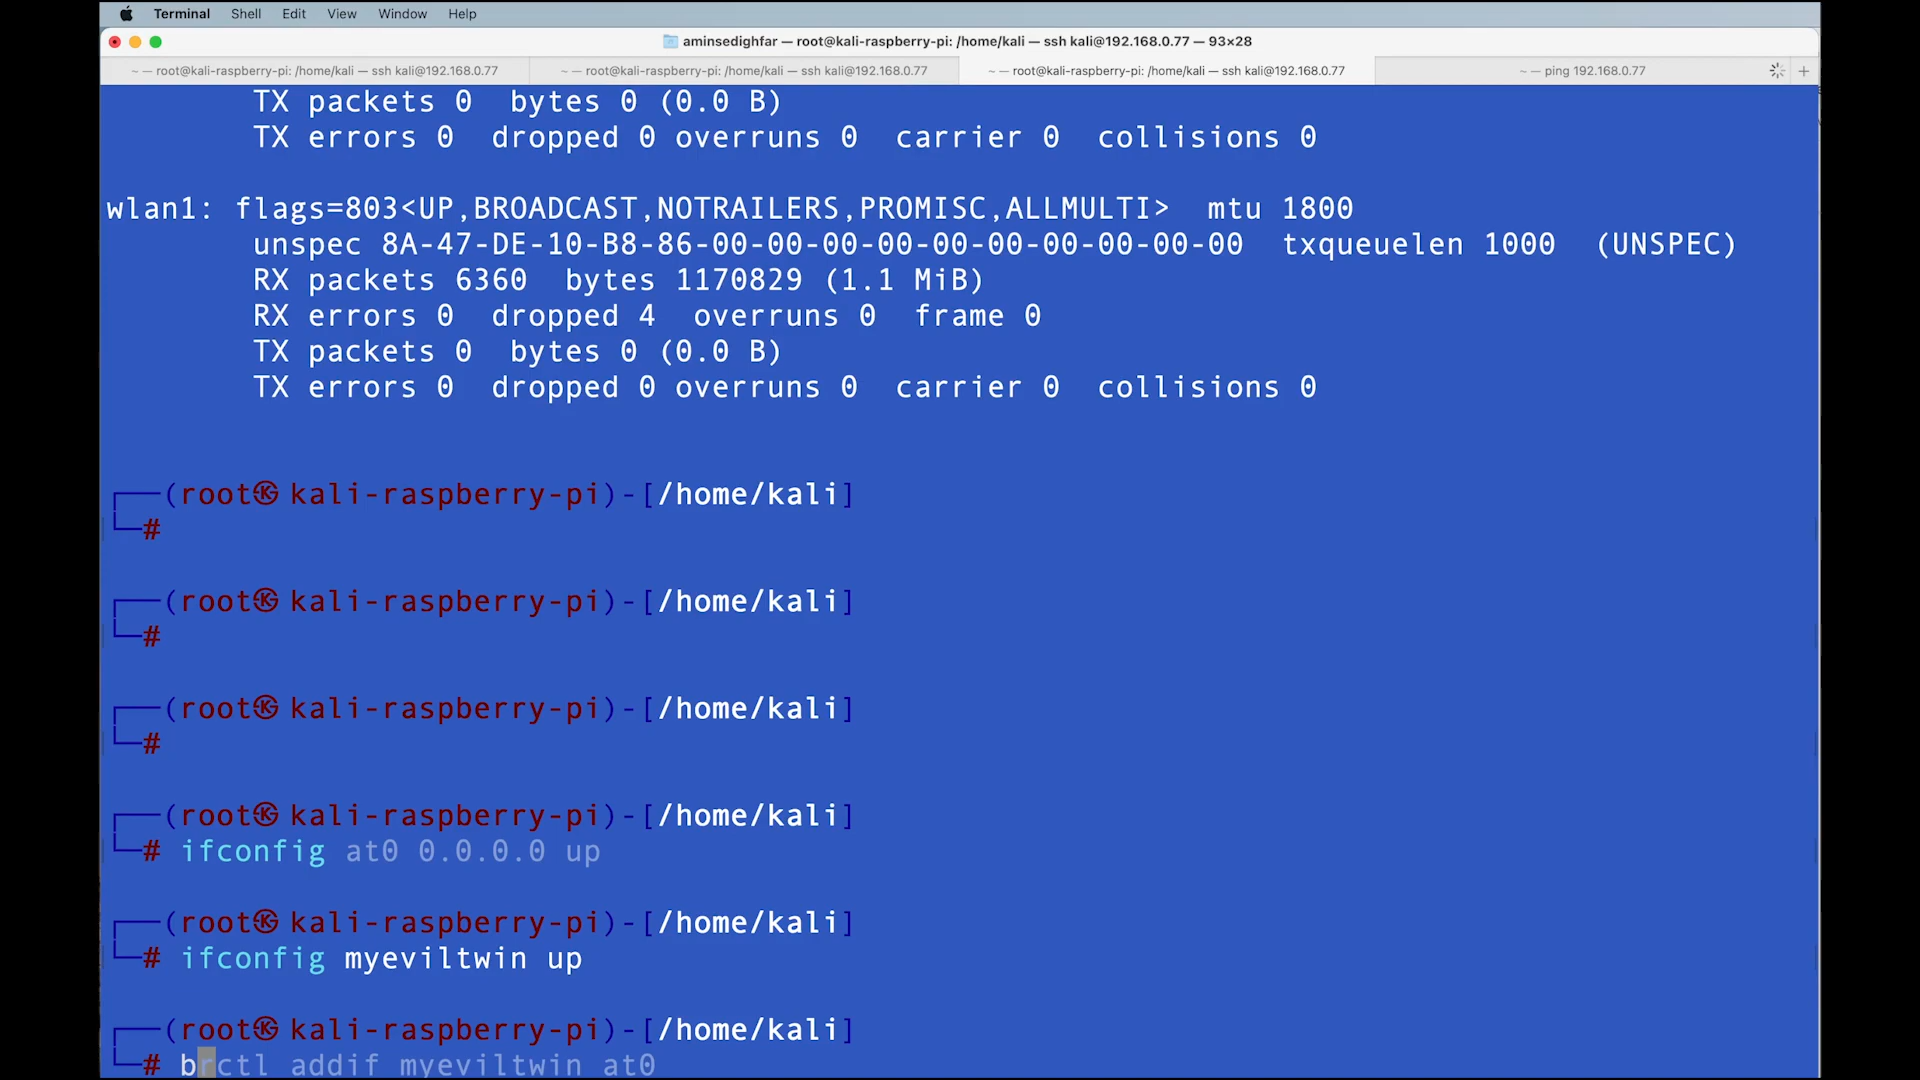 Terminal Shell Edit View Window Help
aminsedighfar — root@kali-raspberry-pi: /home/kali — ssh kali@192.168.0.77 — 93×28
~ — root@kali-raspberry-pi: /home/kali — ssh kali@192.168.0.77 ~ — root@kali-raspberry-pi: /home/kali — ssh kali@192.168.0.77 ~ — root@kali-raspberry-pi: /home/kali — ssh kali@192.168.0.77 ~ — ping 192.168.0.77 +
TX packets 0  bytes 0 (0.0 B)
TX errors 0  dropped 0 overruns 0  carrier 0  collisions 0
wlan1: flags=803<UP,BROADCAST,NOTRAILERS,PROMISC,ALLMULTI>  mtu 1800
unspec 8A-47-DE-10-B8-86-00-00-00-00-00-00-00-00-00-00  txqueuelen 1000  (UNSPEC)
RX packets 6360  bytes 1170829 (1.1 MiB)
RX errors 0  dropped 4  overruns 0  frame 0
TX packets 0  bytes 0 (0.0 B)
TX errors 0  dropped 0 overruns 0  carrier 0  collisions 0
┌──(root㉿kali-raspberry-pi)-[/home/kali]
└─#
┌──(root㉿kali-raspberry-pi)-[/home/kali]
└─#
┌──(root㉿kali-raspberry-pi)-[/home/kali]
└─#
┌──(root㉿kali-raspberry-pi)-[/home/kali]
└─# ifconfig at0 0.0.0.0 up
┌──(root㉿kali-raspberry-pi)-[/home/kali]
└─# ifconfig myeviltwin up
┌──(root㉿kali-raspberry-pi)-[/home/kali]
└─# brctl addif myeviltwin at0